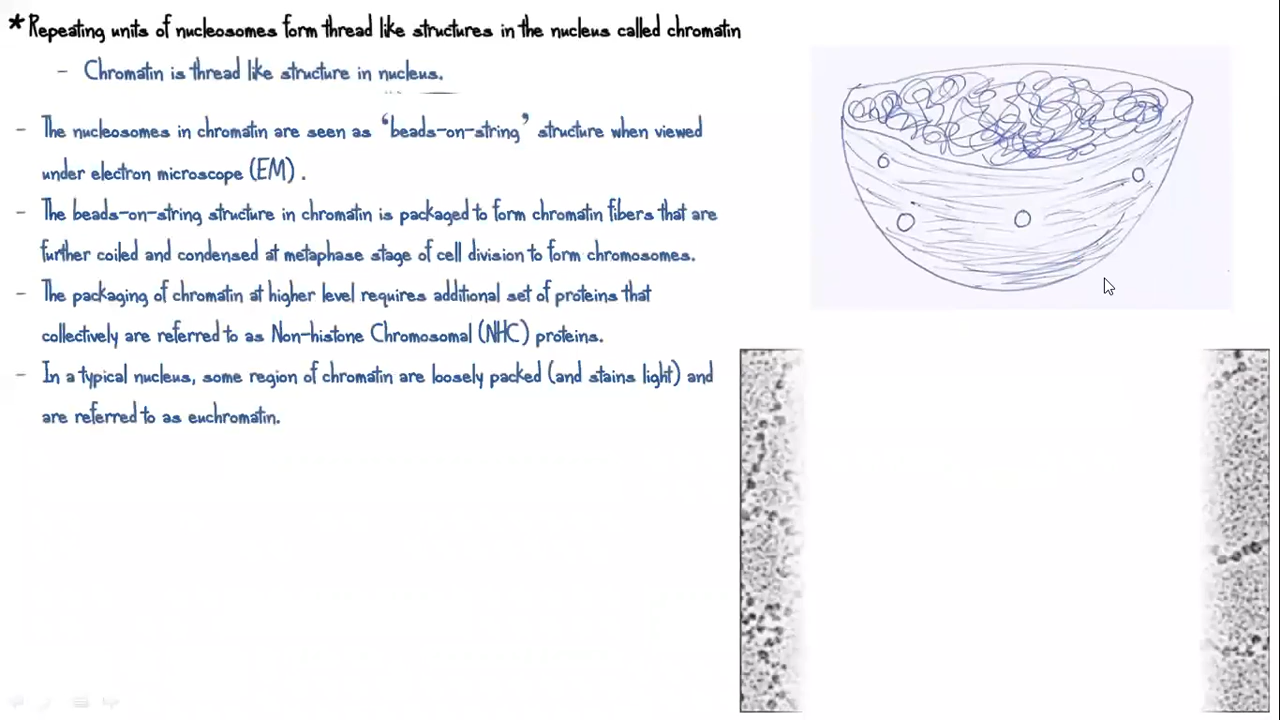 *Repeating units of nucleosomes form thread like structures in the nucleus called chromatin
- Chromatin is thread like structure in nucleus.
- The nucleosomes in chromatin are seen as ‘beads-on-string’ structure when viewed
under electron microscope (EM) .
- The beads-on-string structure in chromatin is packaged to form chromatin fibers that are
further coiled and condensed at metaphase stage of cell division to form chromosomes.
- The packaging of chromatin at higher level requires additional set of proteins that
collectively are referred to as Non-histone Chromosomal (NHC) proteins.
- In a typical nucleus, some region of chromatin are loosely packed (and stains light) and
are referred to as euchromatin.